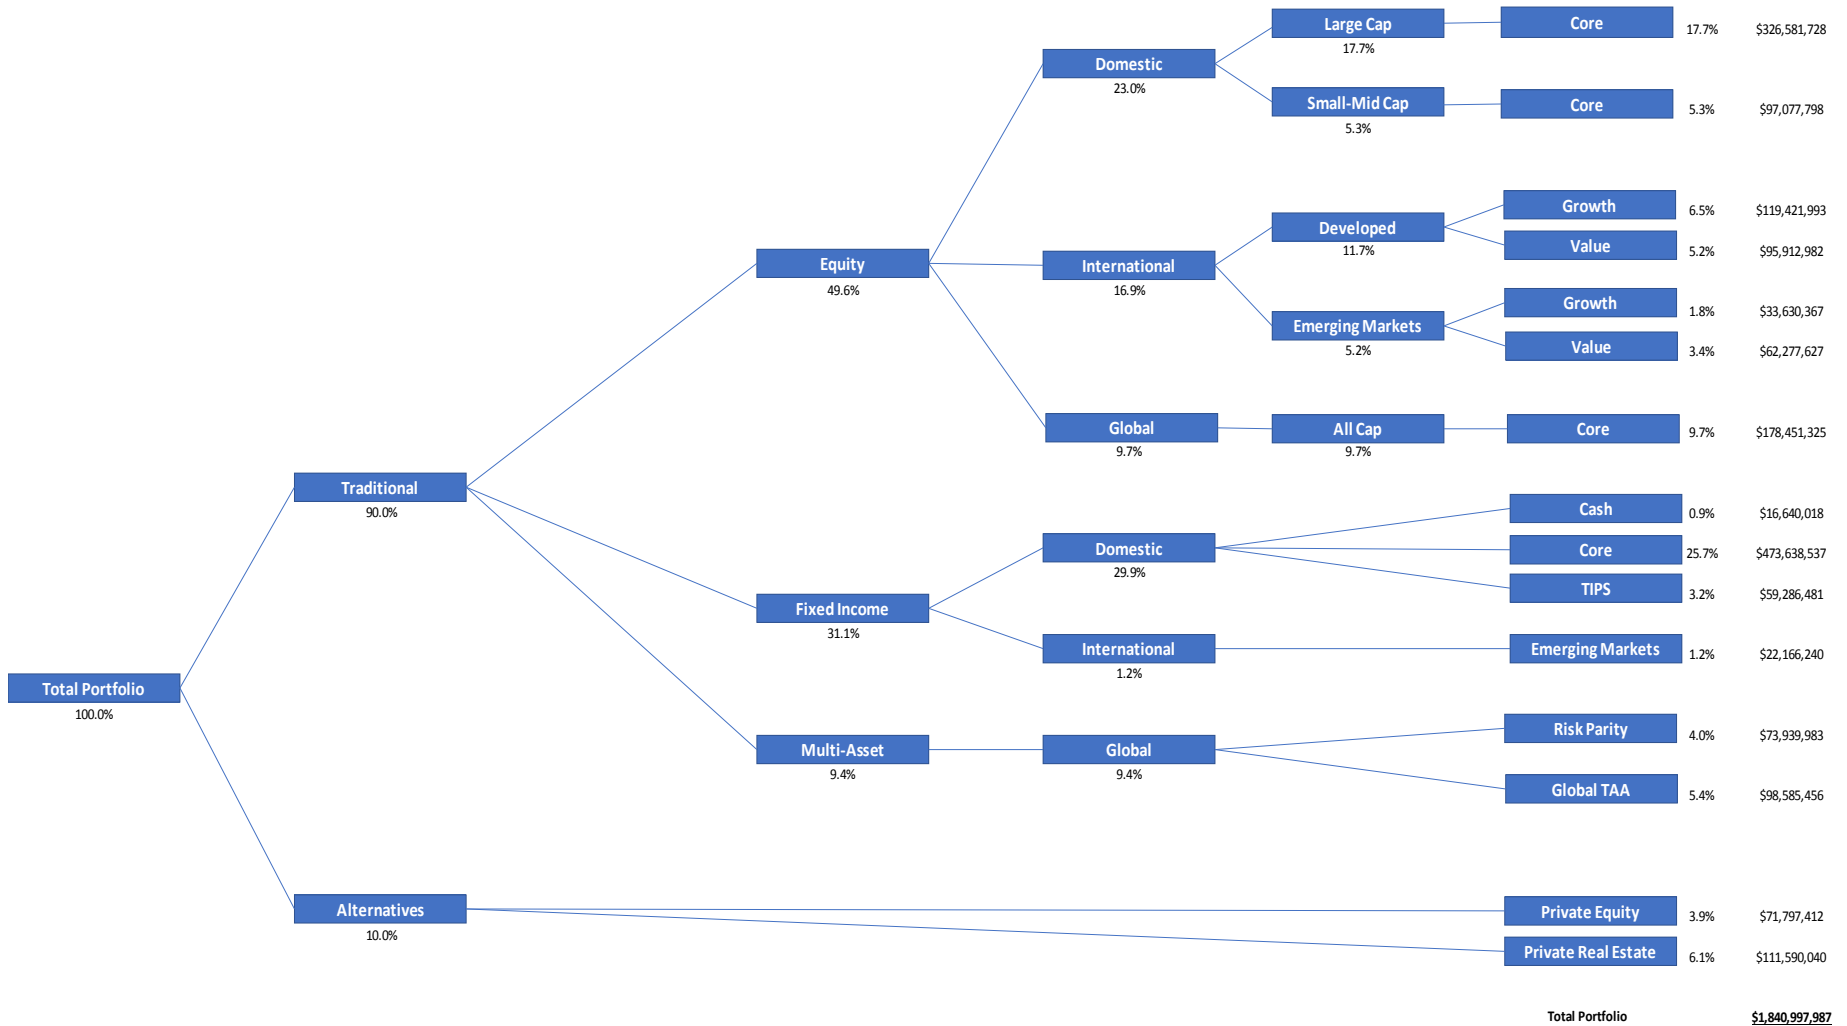 Large Cap
17.7%
Core
17.7%
$326,581,728
Domestic
23.0%
Small-Mid Cap
5.3%
Core
5.3%
$97,077,798
Growth
6.5%
$119,421,993
Developed
11.7%
Value
5.2%
$95,912,982
Equity
49.6%
International
16.9%
Growth
1.8%
$33,630,367
Emerging Markets
5.2%
Value
3.4%
$62,277,627
Global
9.7%
All Cap
9.7%
Core
9.7%
$178,451,325
Traditional
90.0%
Cash
0.9%
$16,640,018
Domestic
29.9%
Core
25.7%
$473,638,537
TIPS
3.2%
$59,286,481
Fixed Income
31.1%
International
1.2%
Emerging Markets
1.2%
$22,166,240
Total Portfolio
100.0%
Risk Parity
4.0%
$73,939,983
Multi-Asset
9.4%
Global
9.4%
Global TAA
5.4%
$98,585,456
Alternatives
10.0%
Private Equity
3.9%
$71,797,412
Private Real Estate
6.1%
$111,590,040
Total Portfolio
$1,840,997,987